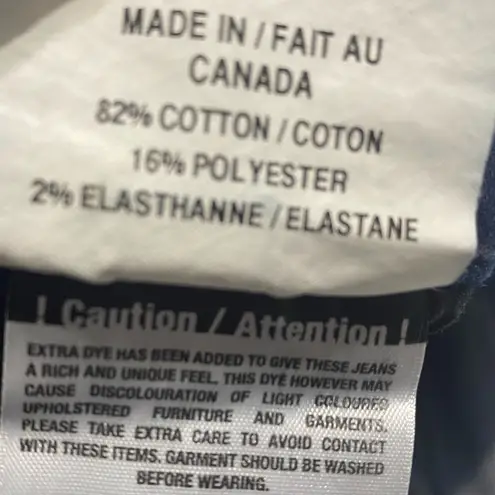 MADE IN / FAIT AU
CANADA
82% COTTON / COTON
16% POLYESTER
2% ELASTHANNE / ELASTANE
! Caution / Attention !
EXTRA DYE HAS BEEN ADDED TO GIVE THESE JEANS
A RICH AND UNIQUE FEEL. THIS DYE HOWEVER MAY
CAUSE DISCOLOURATION OF LIGHT COLOURED
UPHOLSTERED FURNITURE AND GARMENTS.
PLEASE TAKE EXTRA CARE TO AVOID CONTACT
WITH THESE ITEMS. GARMENT SHOULD BE WASHED
BEFORE WEARING.